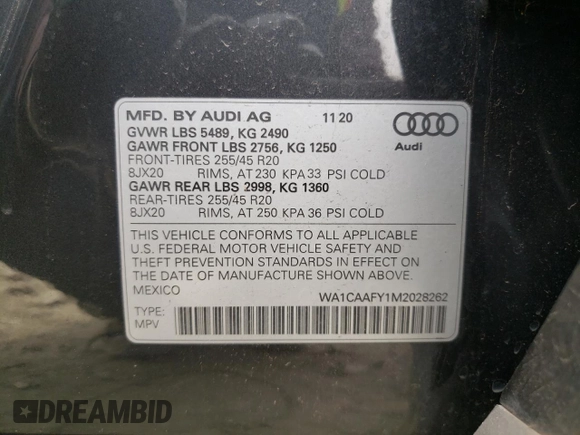 MFD. BY AUDI AG 11 20
GVWR LBS 5489, KG 2490
GAWR FRONT LBS 2756, KG 1250
FRONT-TIRES 255/45 R20
8JX20 RIMS, AT 230 KPA 33 PSI COLD
GAWR REAR LBS 2998, KG 1360
REAR-TIRES 255/45 R20
8JX20 RIMS, AT 250 KPA 36 PSI COLD
Audi
THIS VEHICLE CONFORMS TO ALL APPLICABLE
U.S. FEDERAL MOTOR VEHICLE SAFETY AND
THEFT PREVENTION STANDARDS IN EFFECT ON
THE DATE OF MANUFACTURE SHOWN ABOVE.
MEXICO WA1CAAFY1M2028262
TYPE:
MPV
DREAMBID